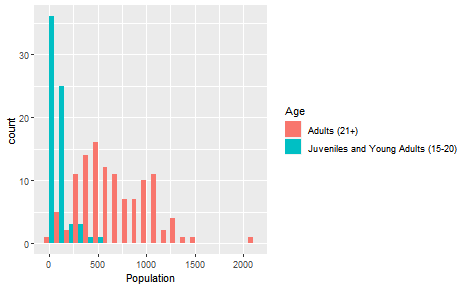 30
20
10
0
count
0 500 1000 1500 2000
Population
Age
Adults (21+)
Juveniles and Young Adults (15-20)